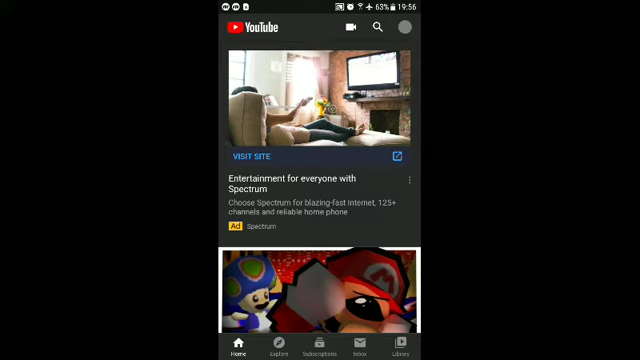 63% 19:56
YouTube
VISIT SITE
Entertainment for everyone with
Spectrum
Choose Spectrum for blazing-fast Internet, 125+
channels and reliable home phone
Ad Spectrum
M
Home Explore Subscriptions Inbox Library